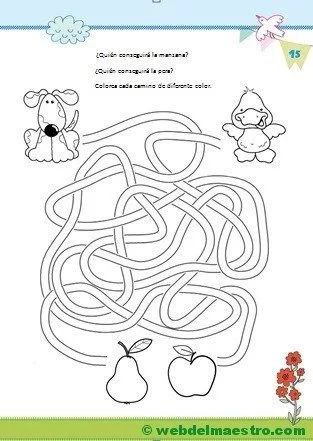 15
¿Quién conseguirá la manzana?
¿Quién conseguirá la pera?
Colorea cada camino de diferente color.
© webdelmaestro.com